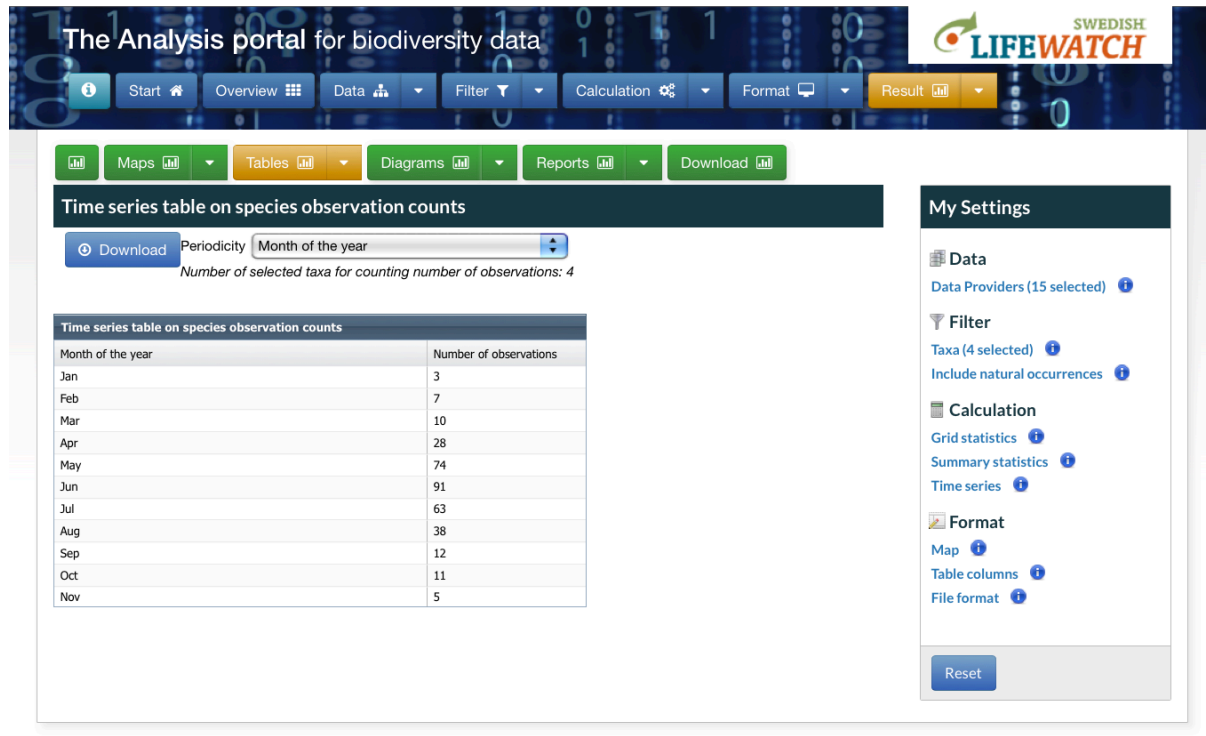 The Analysis portal for biodiversity data
SWEDISH
LIFEWATCH
Start Overview Data Filter Calculation Format Result
Maps Tables Diagrams Reports Download
Time series table on species observation counts
Download Periodicity Month of the year
Number of selected taxa for counting number of observations: 4
Time series table on species observation counts
Month of the year Number of observations
Jan 3
Feb 7
Mar 10
Apr 28
May 74
Jun 91
Jul 63
Aug 38
Sep 12
Oct 11
Nov 5
My Settings
Data
Data Providers (15 selected)
Filter
Taxa (4 selected)
Include natural occurrences
Calculation
Grid statistics
Summary statistics
Time series
Format
Map
Table columns
File format
Reset